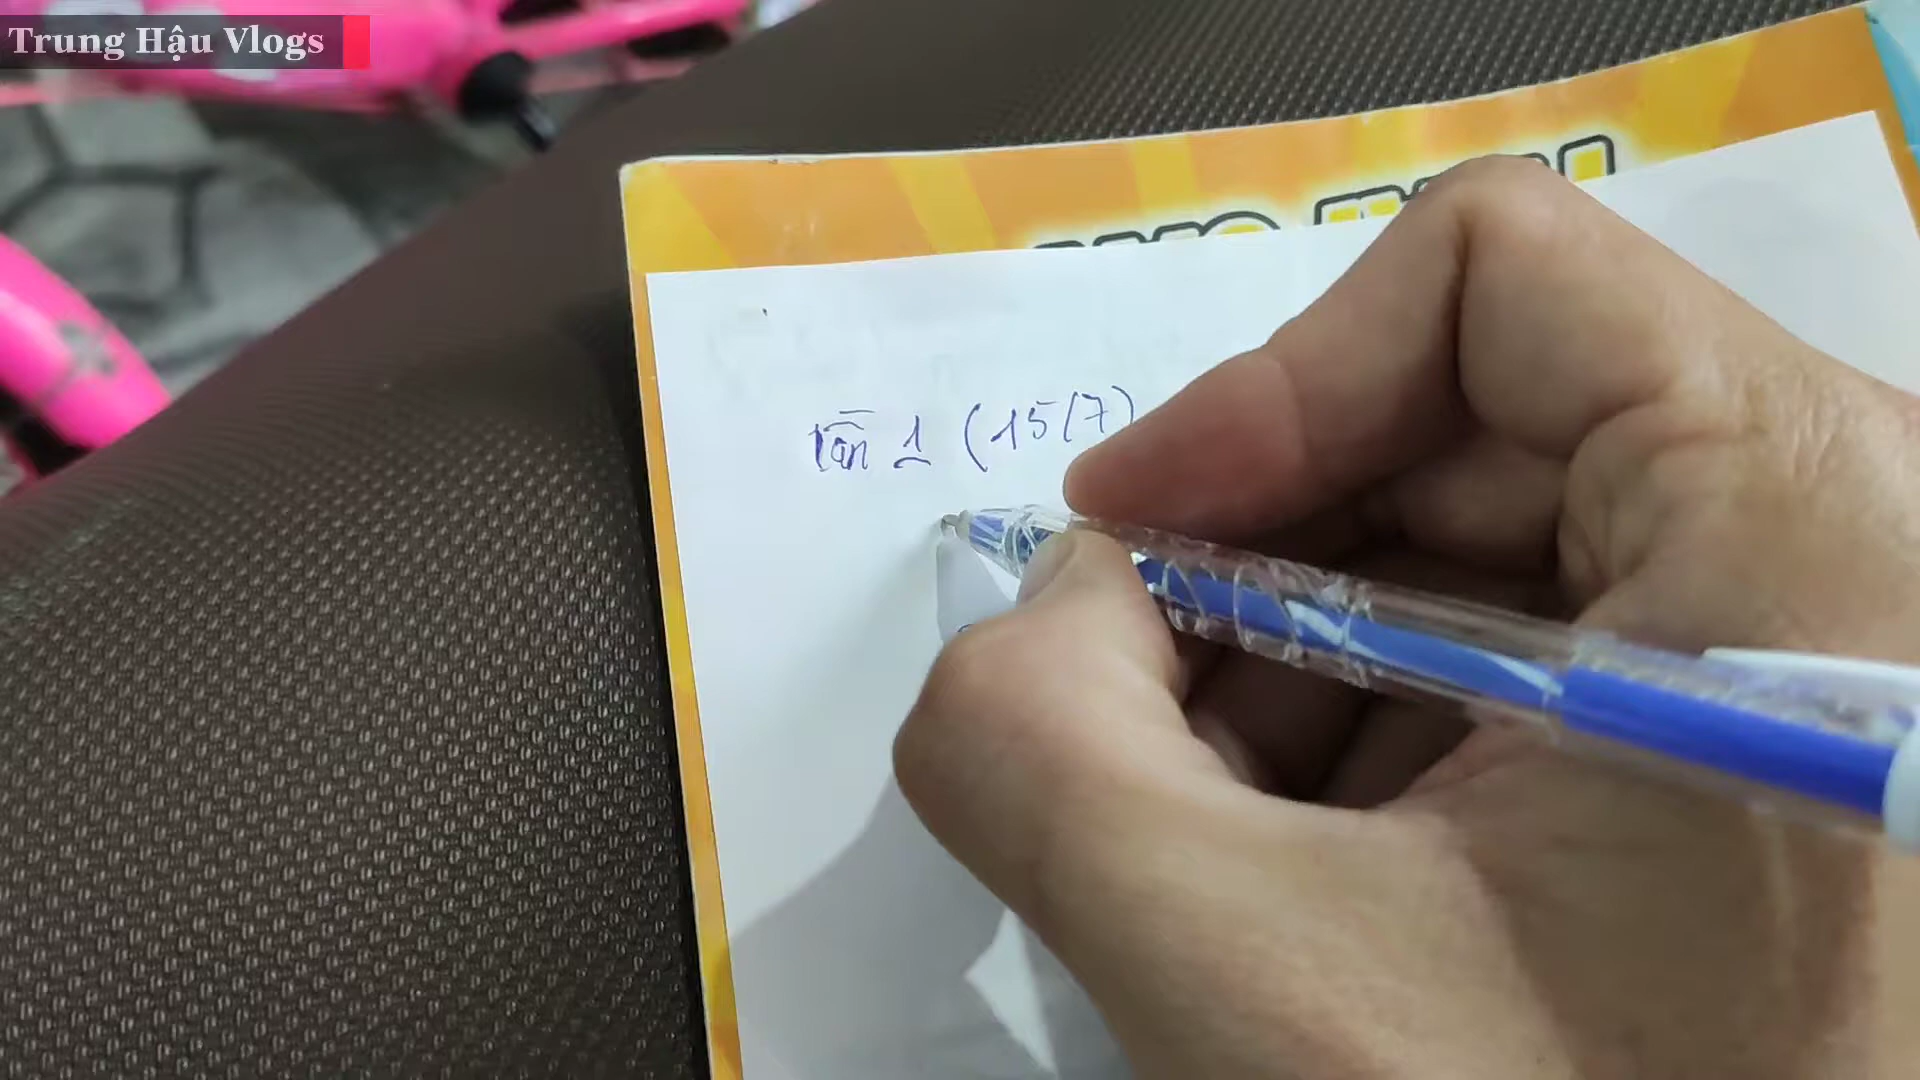 Trung Hậu Vlogs
lần 1 (15/7)